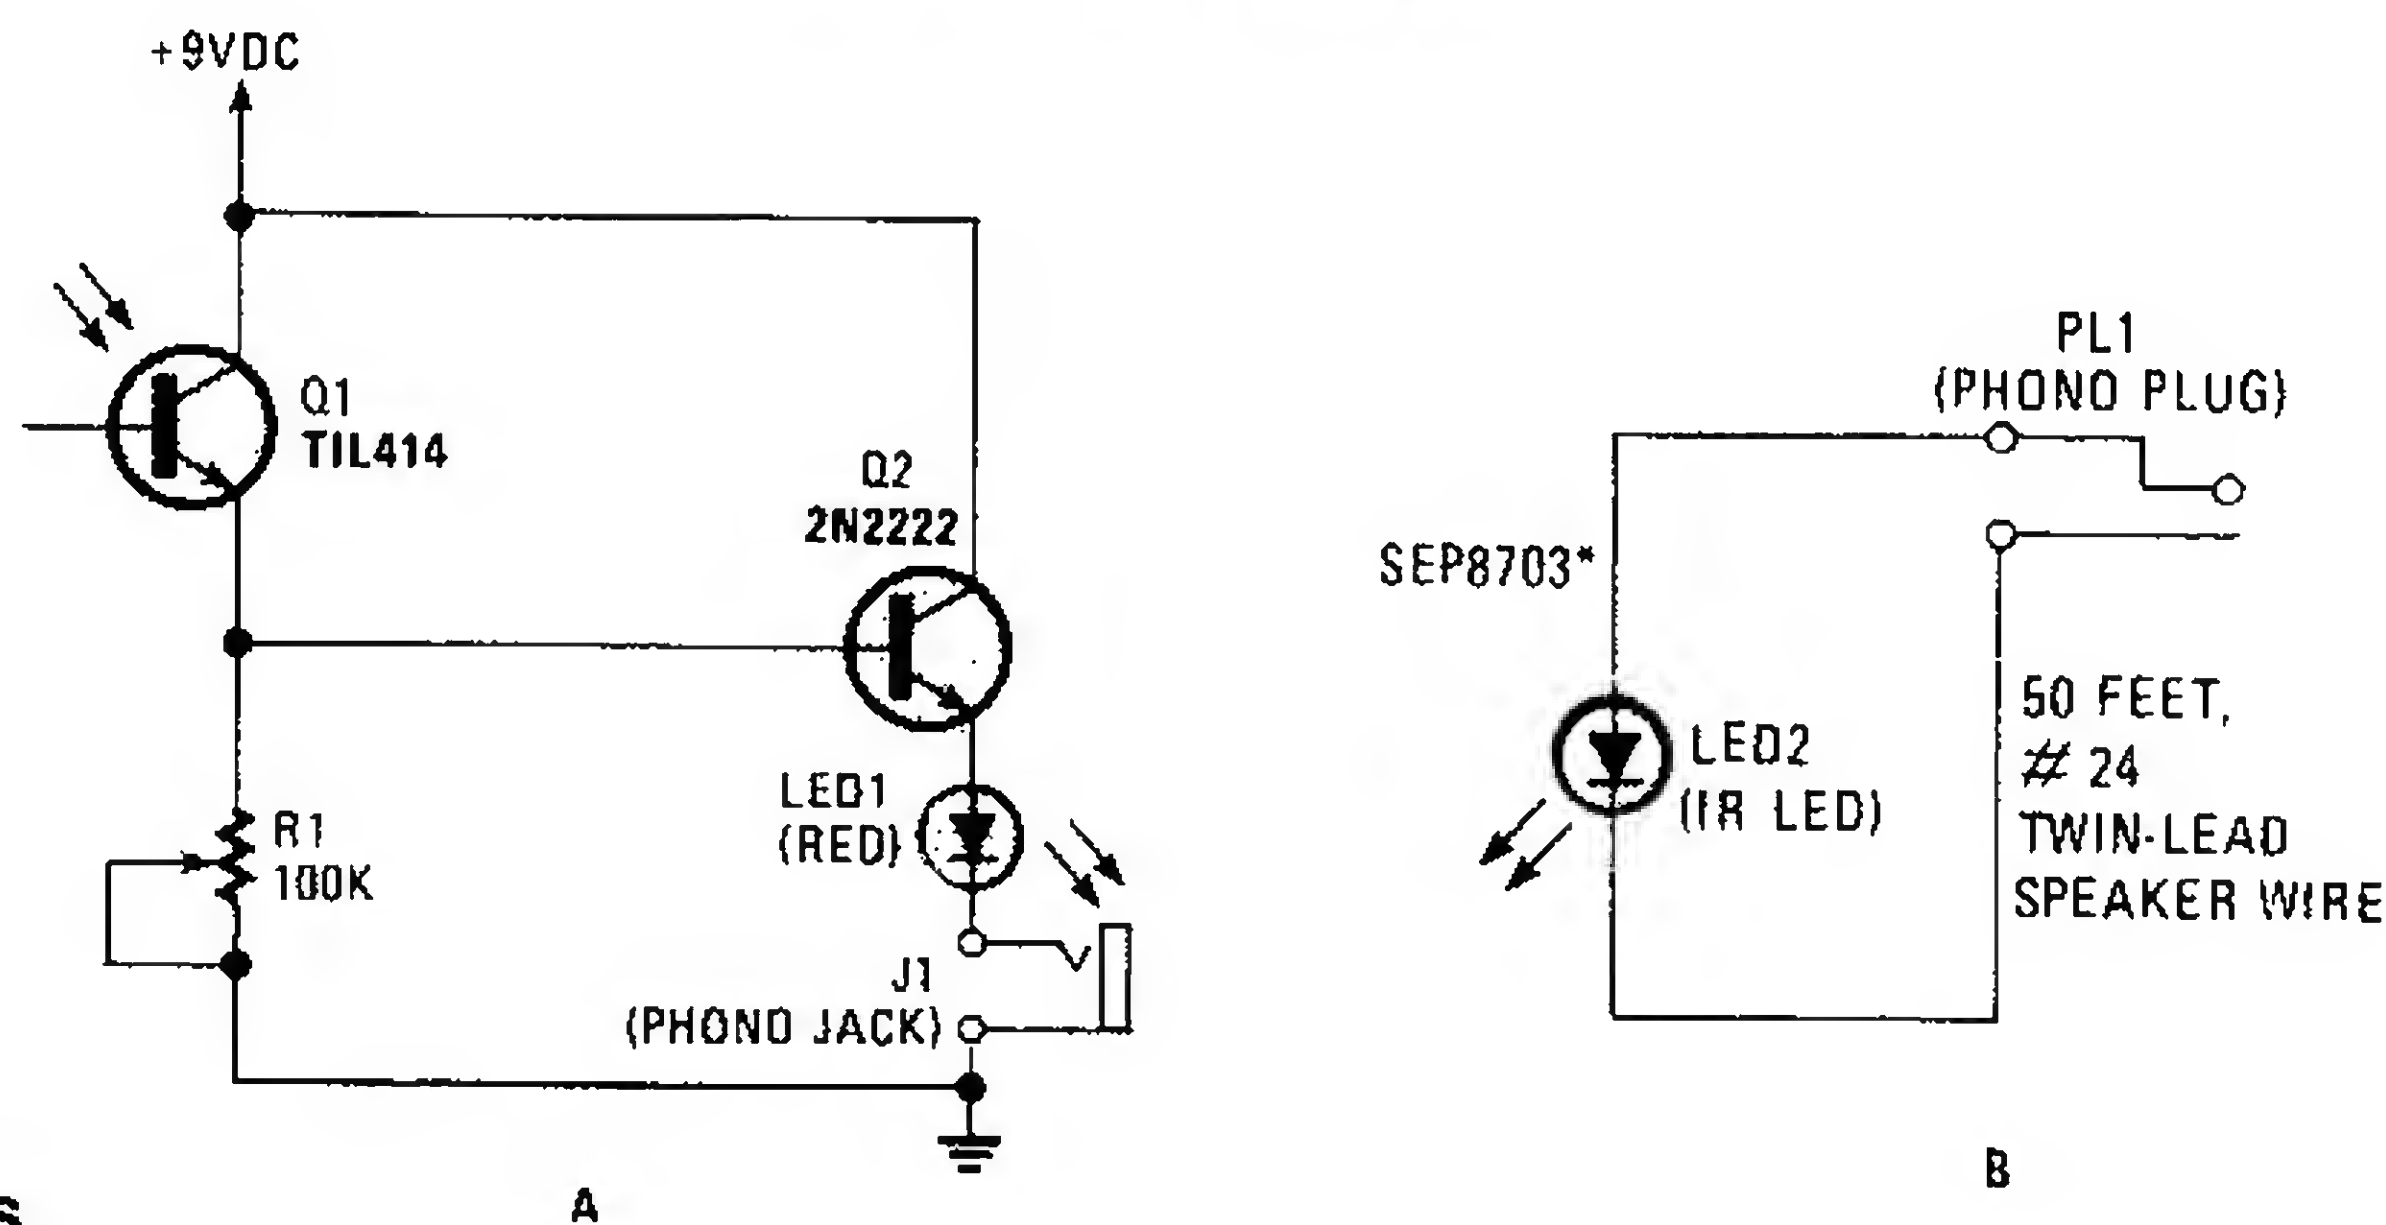 +9VDC
Q1
TIL414
Q2
2N2222
LED1
(RED)
R1
100K
J1
(PHONO JACK)
A
PL1
(PHONO PLUG)
SEP8703*
LED2
(IR LED)
50 FEET,
# 24
TWIN-LEAD
SPEAKER WIRE
B